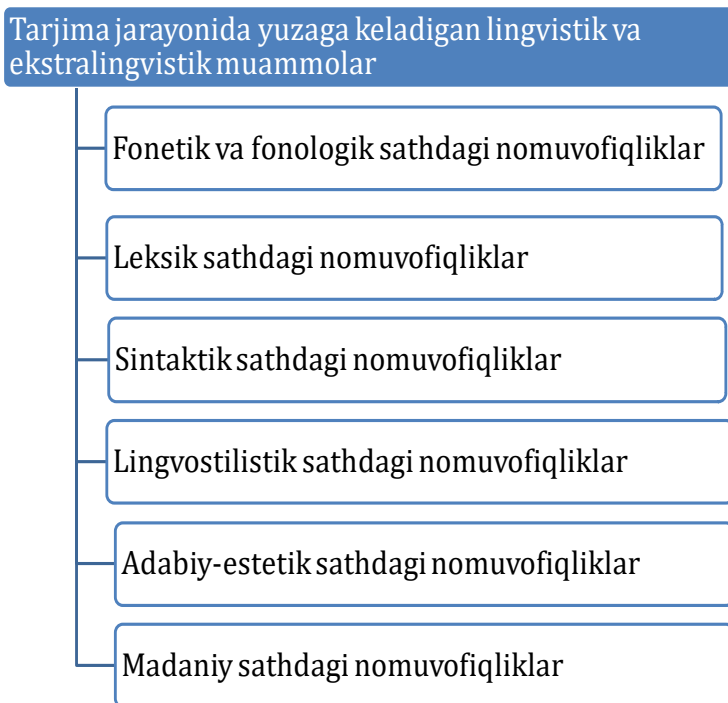 Tarjima jarayonida yuzaga keladigan lingvistik va
ekstralingvistik muammolar
Fonetik va fonologik sathdagi nomuvofiqliklar
Leksik sathdagi nomuvofiqliklar
Sintaktik sathdagi nomuvofiqliklar
Lingvostilistik sathdagi nomuvofiqliklar
Adabiy-estetik sathdagi nomuvofiqliklar
Madaniy sathdagi nomuvofiqliklar